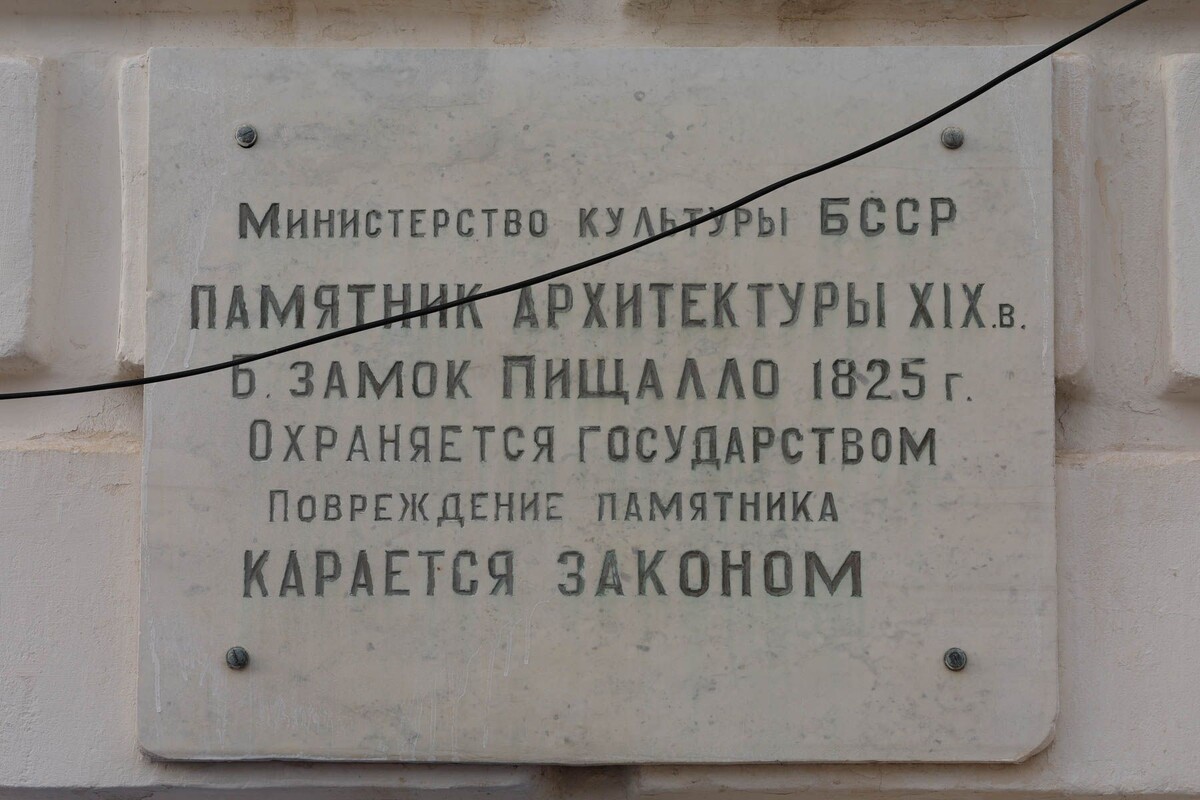 Министерство культуры БССР
ПАМЯТНИК АРХИТЕКТУРЫ XIX.в.
Б. ЗАМОК ПИЩАЛЛО 1825 г.
Охраняется государством
Повреждение памятника
КАРАЕТСЯ ЗАКОНОМ